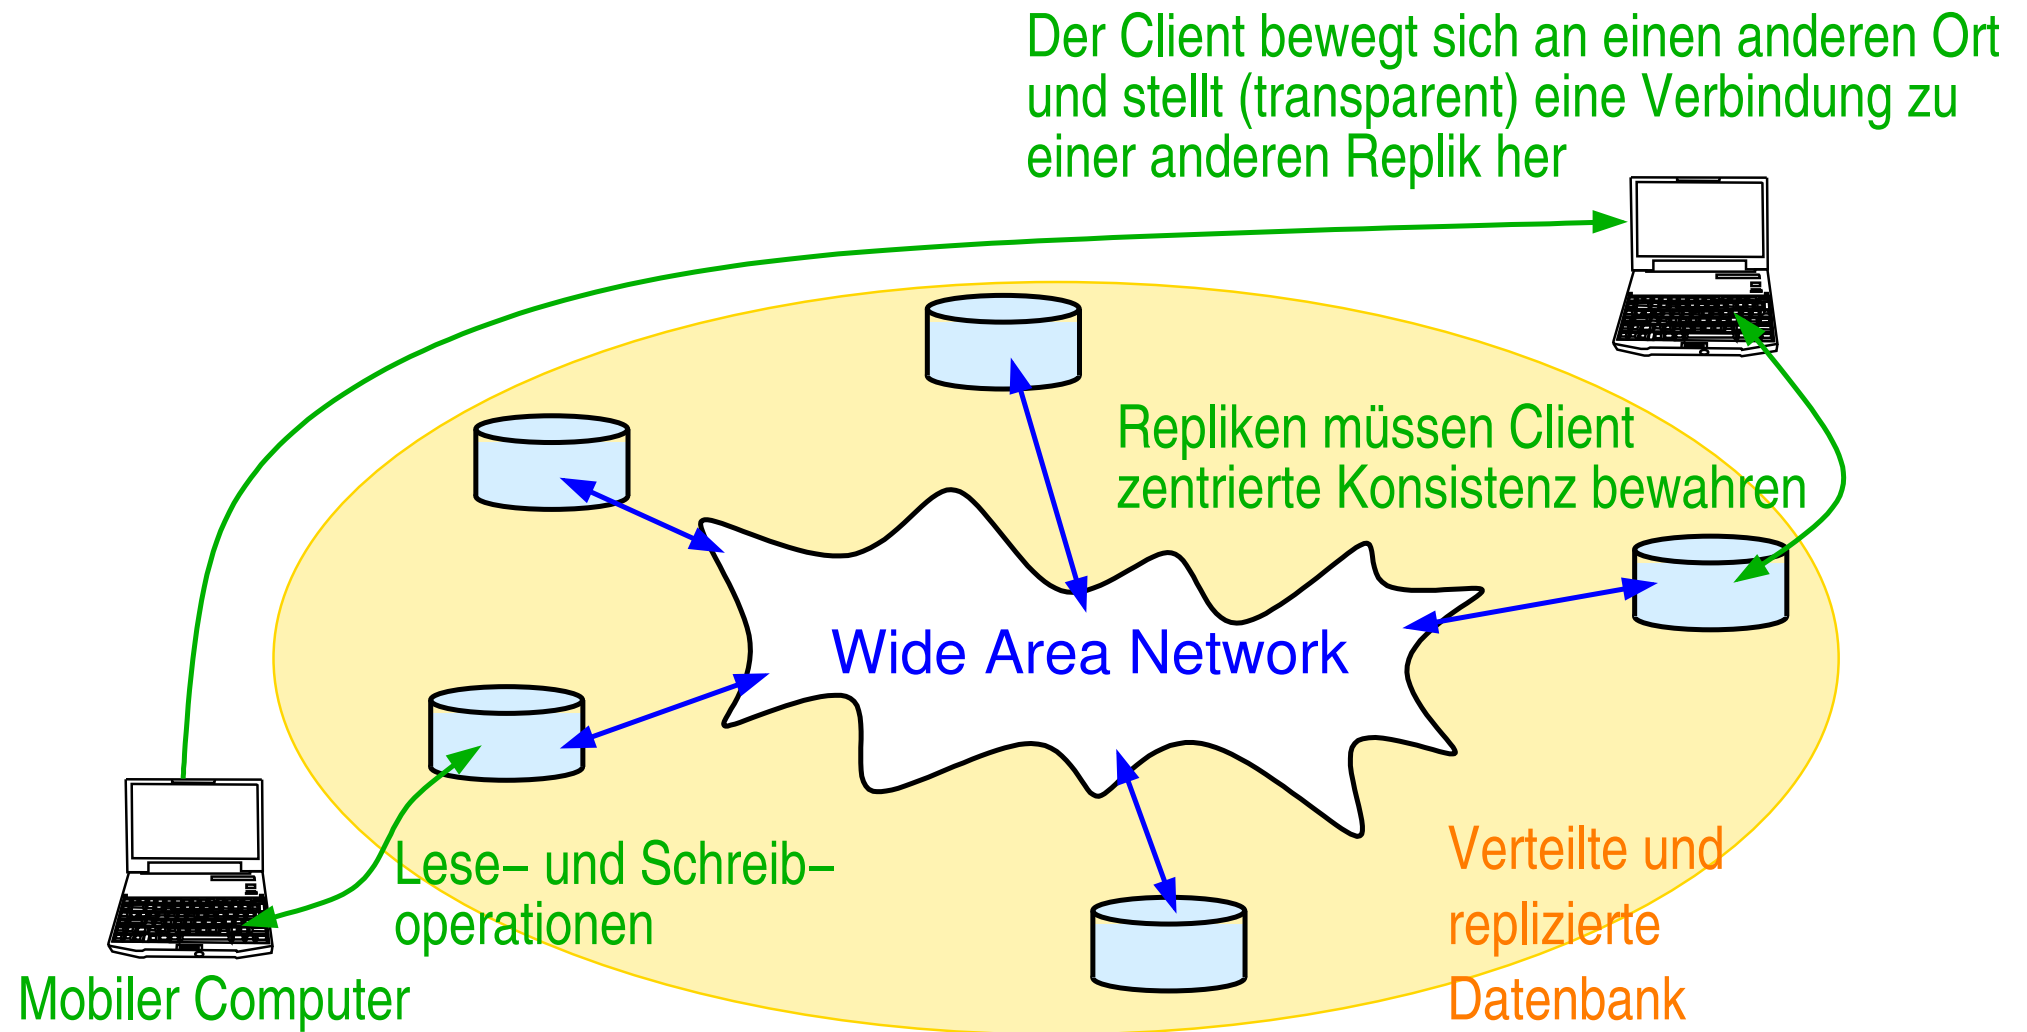 Der Client bewegt sich an einen anderen Ort
und stellt (transparent) eine Verbindung zu
einer anderen Replik her
Repliken müssen Client
zentrierte Konsistenz bewahren
Wide Area Network
Lese– und Schreib–
operationen
Verteilte und
replizierte
Datenbank
Mobiler Computer